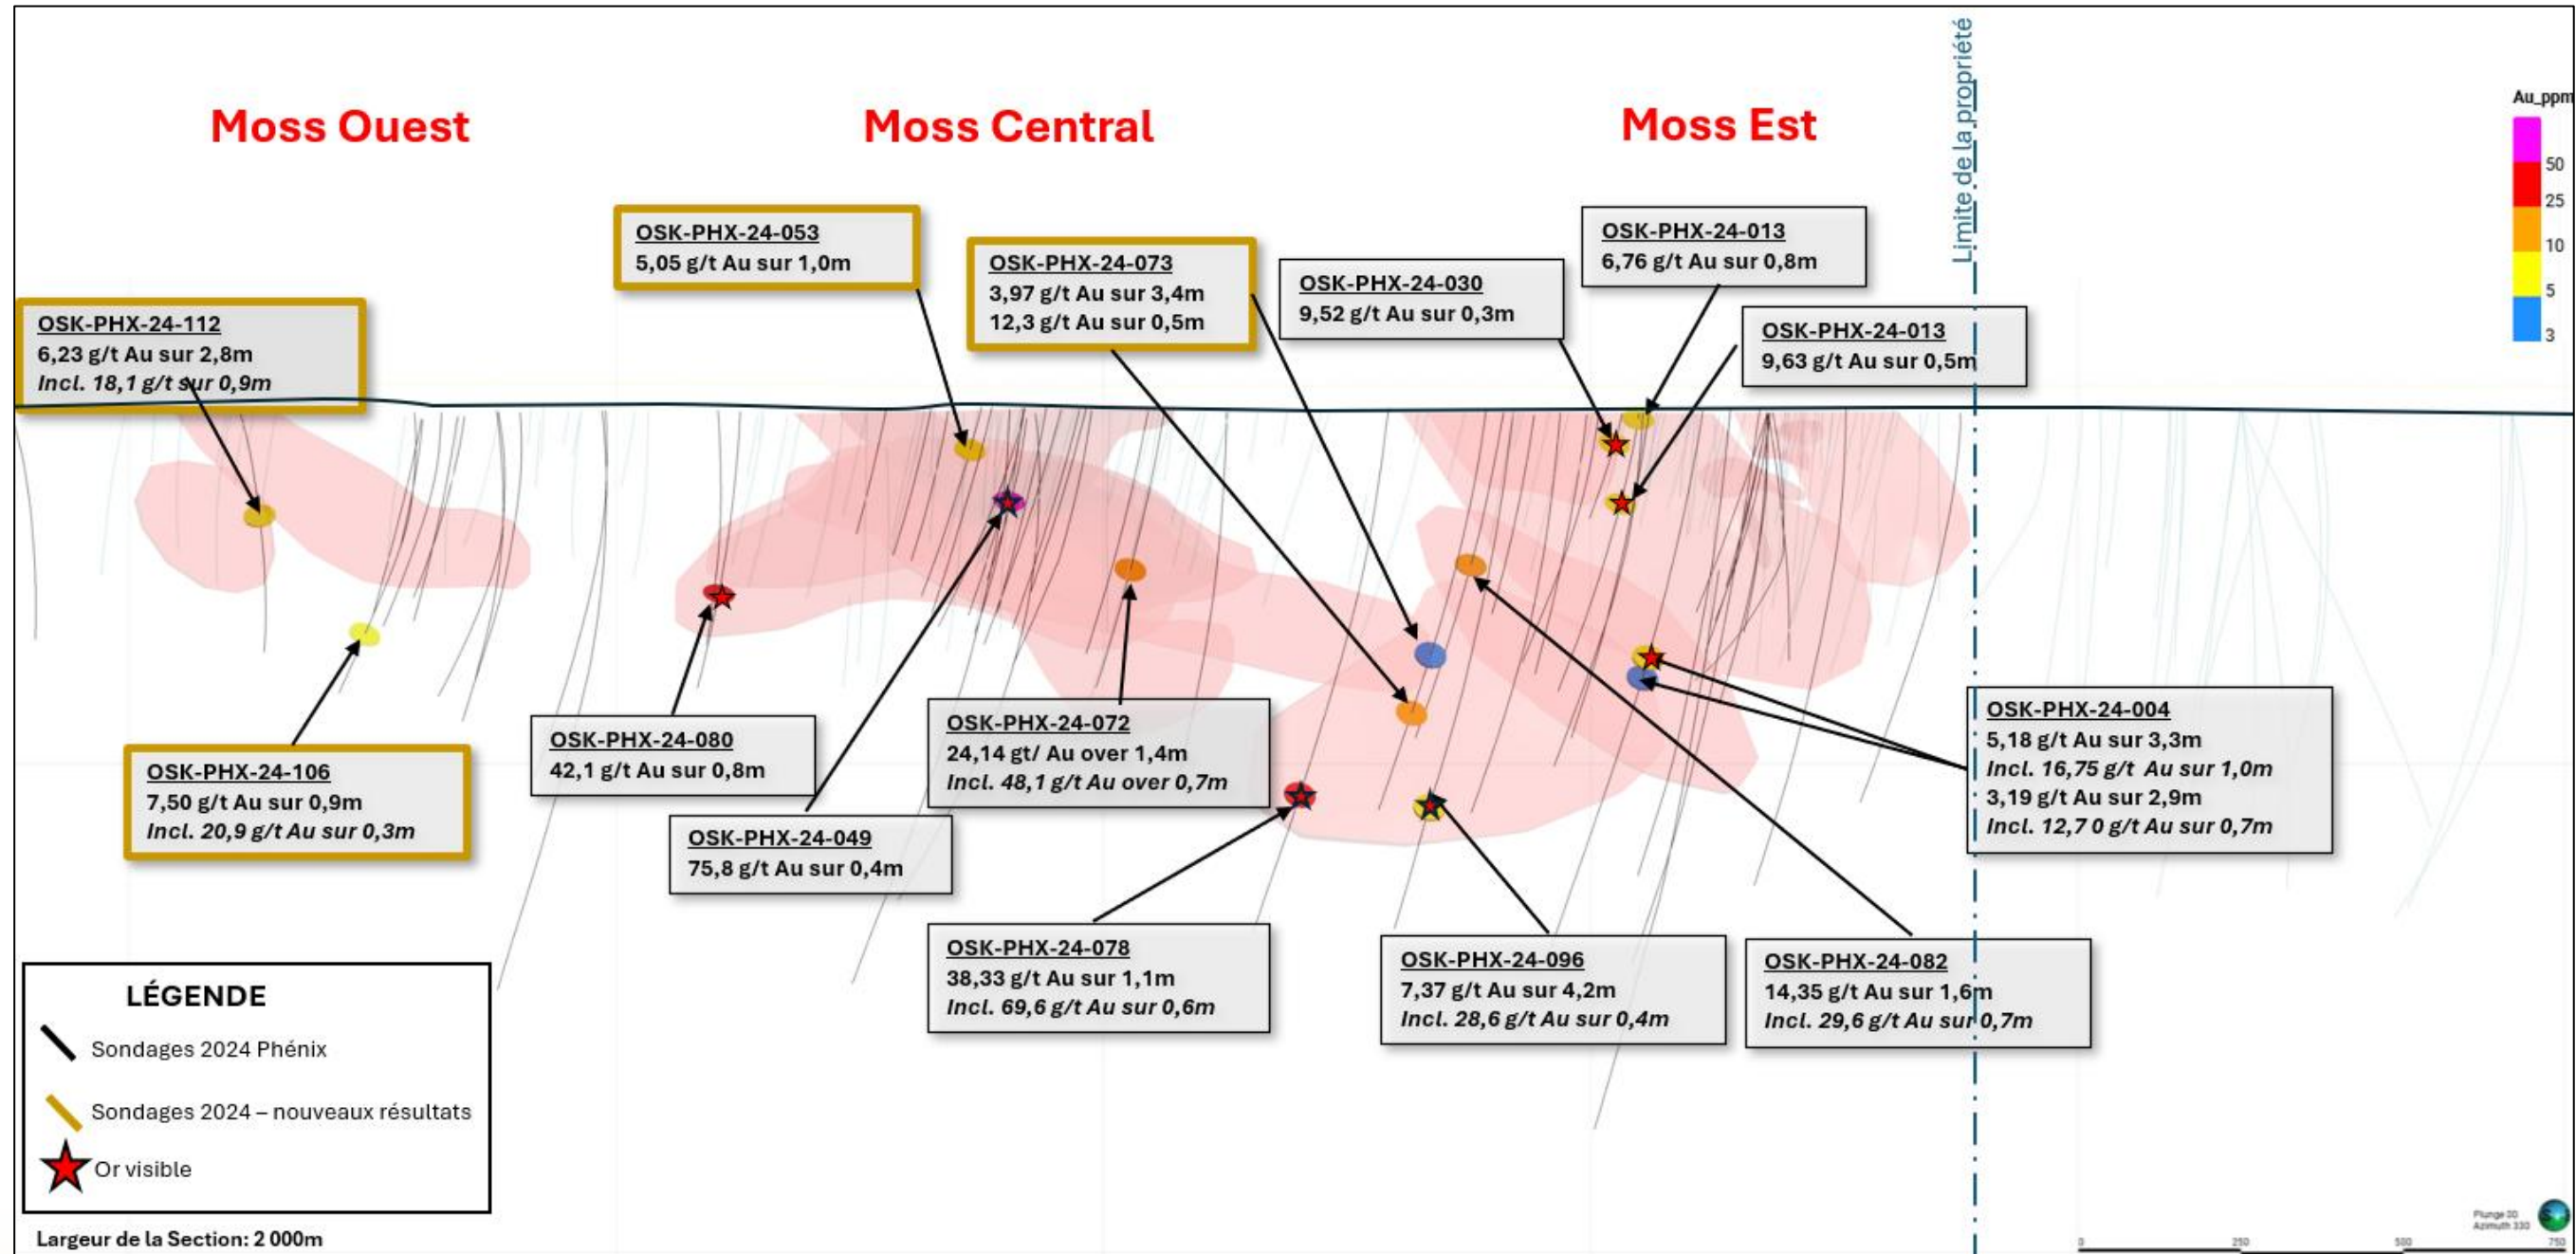 Moss Ouest
Moss Central
Moss Est
Limite de la propriété
Au_ppm
50
25
10
5
3
OSK-PHX-24-112
6,23 g/t Au sur 2,8m
Incl. 18,1 g/t sur 0,9m
OSK-PHX-24-053
5,05 g/t Au sur 1,0m
OSK-PHX-24-073
3,97 g/t Au sur 3,4m
12,3 g/t Au sur 0,5m
OSK-PHX-24-030
9,52 g/t Au sur 0,3m
OSK-PHX-24-013
6,76 g/t Au sur 0,8m
OSK-PHX-24-013
9,63 g/t Au sur 0,5m
OSK-PHX-24-106
7,50 g/t Au sur 0,9m
Incl. 20,9 g/t Au sur 0,3m
OSK-PHX-24-080
42,1 g/t Au sur 0,8m
OSK-PHX-24-049
75,8 g/t Au sur 0,4m
OSK-PHX-24-072
24,14 gt/ Au over 1,4m
Incl. 48,1 g/t Au over 0,7m
OSK-PHX-24-078
38,33 g/t Au sur 1,1m
Incl. 69,6 g/t Au sur 0,6m
OSK-PHX-24-096
7,37 g/t Au sur 4,2m
Incl. 28,6 g/t Au sur 0,4m
OSK-PHX-24-082
14,35 g/t Au sur 1,6m
Incl. 29,6 g/t Au sur 0,7m
OSK-PHX-24-004
5,18 g/t Au sur 3,3m
Incl. 16,75 g/t  Au sur 1,0m
3,19 g/t Au sur 2,9m
Incl. 12,7 0 g/t Au sur 0,7m
LÉGENDE
Sondages 2024 Phénix
Sondages 2024 – nouveaux résultats
Or visible
Largeur de la Section: 2 000m
Plunge 00
Azimuth 330
0 250 500 750